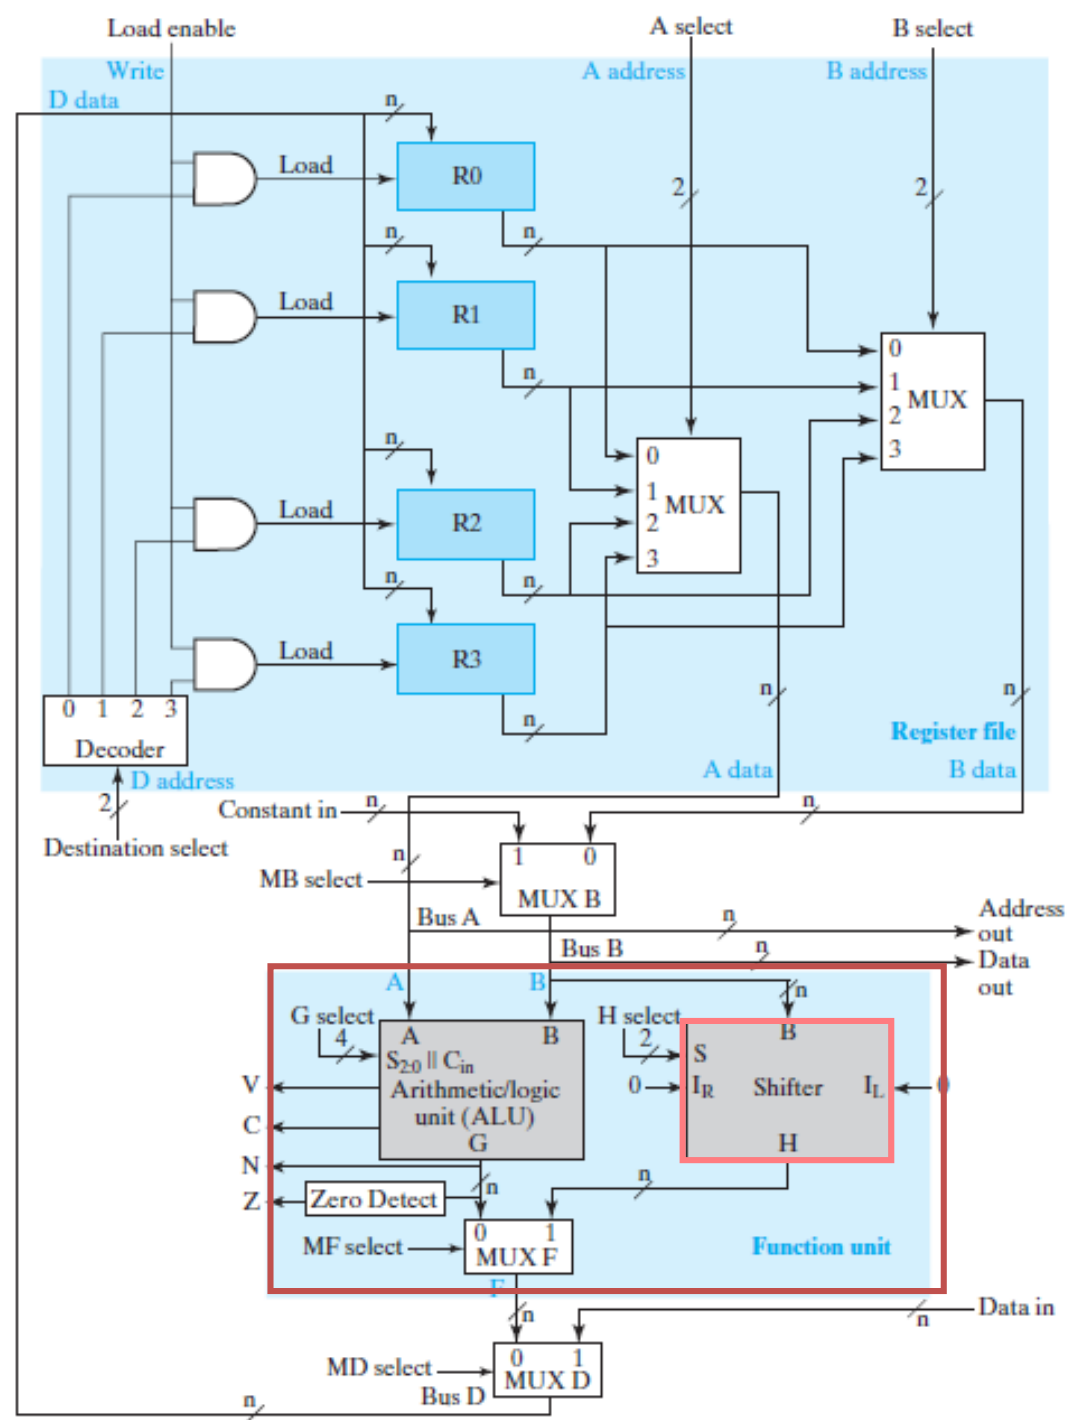 Load enable
A select
B select
Write
A address
B address
D data
n
Load
R0
2
2
n
n
Load
R1
n
0
1
2
3
MUX
n
0
1
2
3
MUX
Load
R2
n
n
Load
R3
n
n
n
0 1 2 3
Decoder
Register file
D address
A data
B data
2
Constant in
n
n
Destination select
n
1 0
MB select
MUX B
Bus A
n
Address
out
Bus B
n
Data
out
A
B
n
G select
4
H select
2
A
B
B
S2:0 || Cin
S
V
Arithmetic/logic
unit (ALU)
0
IR
Shifter
IL
0
C
G
H
N
n
n
Z
Zero Detect
0 1
MF select
MUX F
Function unit
F
n
Data in
n
0 1
MD select
MUX D
Bus D
n